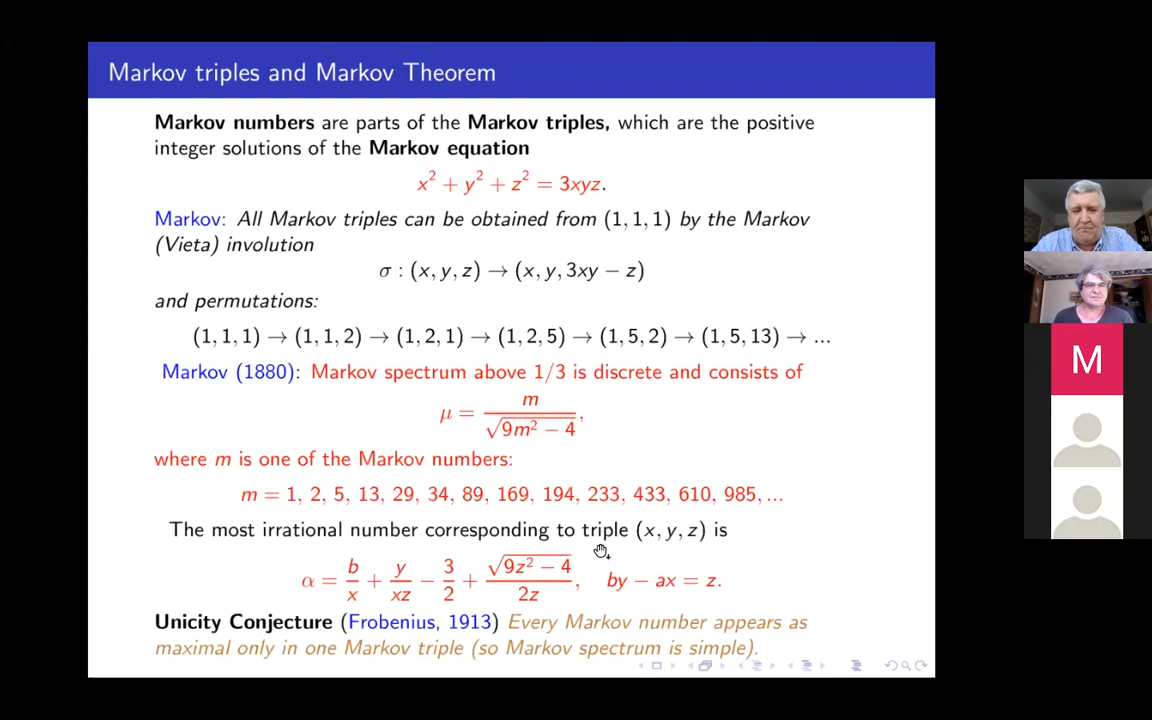 Markov triples and Markov Theorem
Markov numbers are parts of the Markov triples, which are the positive
integer solutions of the Markov equation
x² + y² + z² = 3xyz.
Markov: All Markov triples can be obtained from (1, 1, 1) by the Markov
(Vieta) involution
σ : (x, y, z) → (x, y, 3xy − z)
and permutations:
(1, 1, 1) → (1, 1, 2) → (1, 2, 1) → (1, 2, 5) → (1, 5, 2) → (1, 5, 13) → ...
Markov (1880): Markov spectrum above 1/3 is discrete and consists of
μ = m / √(9m² − 4),
where m is one of the Markov numbers:
m = 1, 2, 5, 13, 29, 34, 89, 169, 194, 233, 433, 610, 985, ...
The most irrational number corresponding to triple (x, y, z) is
α = b/x + y/xz − 3/2 + √(9z² − 4)/2z, by − ax = z.
Unicity Conjecture (Frobenius, 1913) Every Markov number appears as
maximal only in one Markov triple (so Markov spectrum is simple).
M